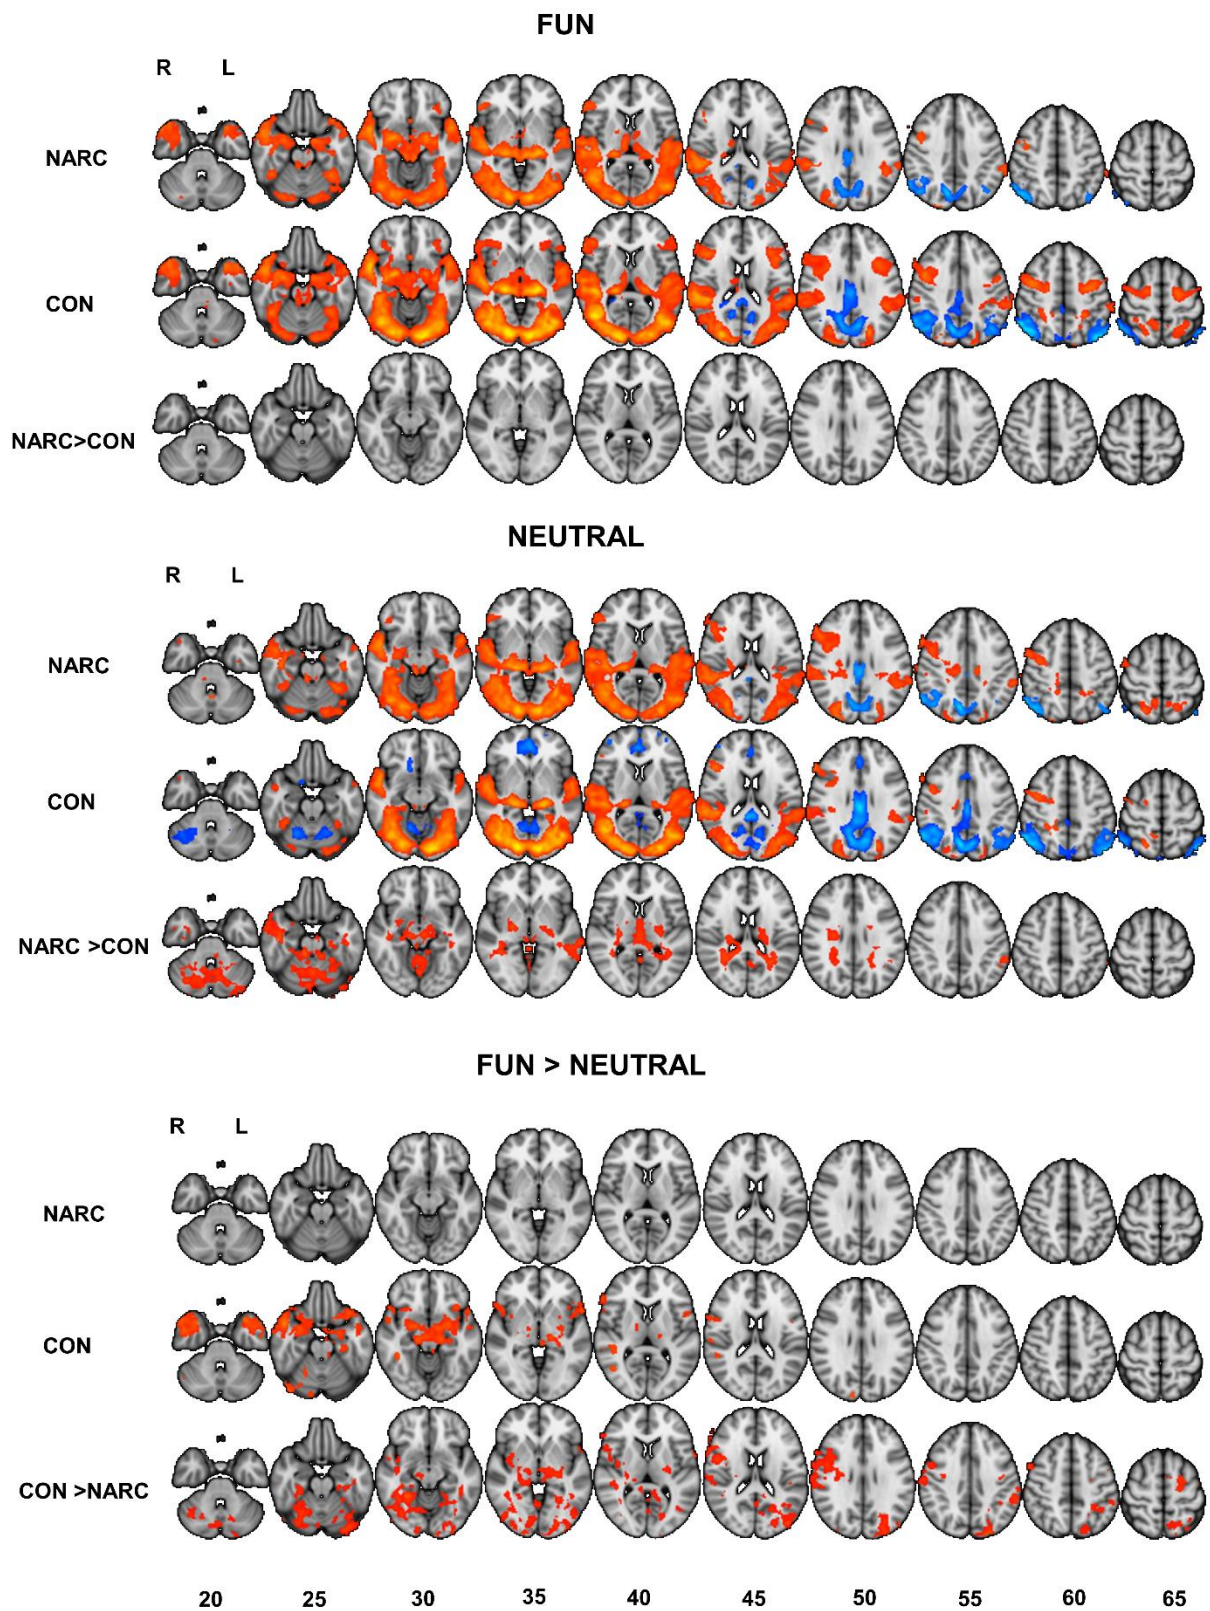 FUN
R L
NARC
CON
NARC>CON
NEUTRAL
R L
NARC
CON
NARC >CON
FUN > NEUTRAL
R L
NARC
CON
CON >NARC
20 25 30 35 40 45 50 55 60 65